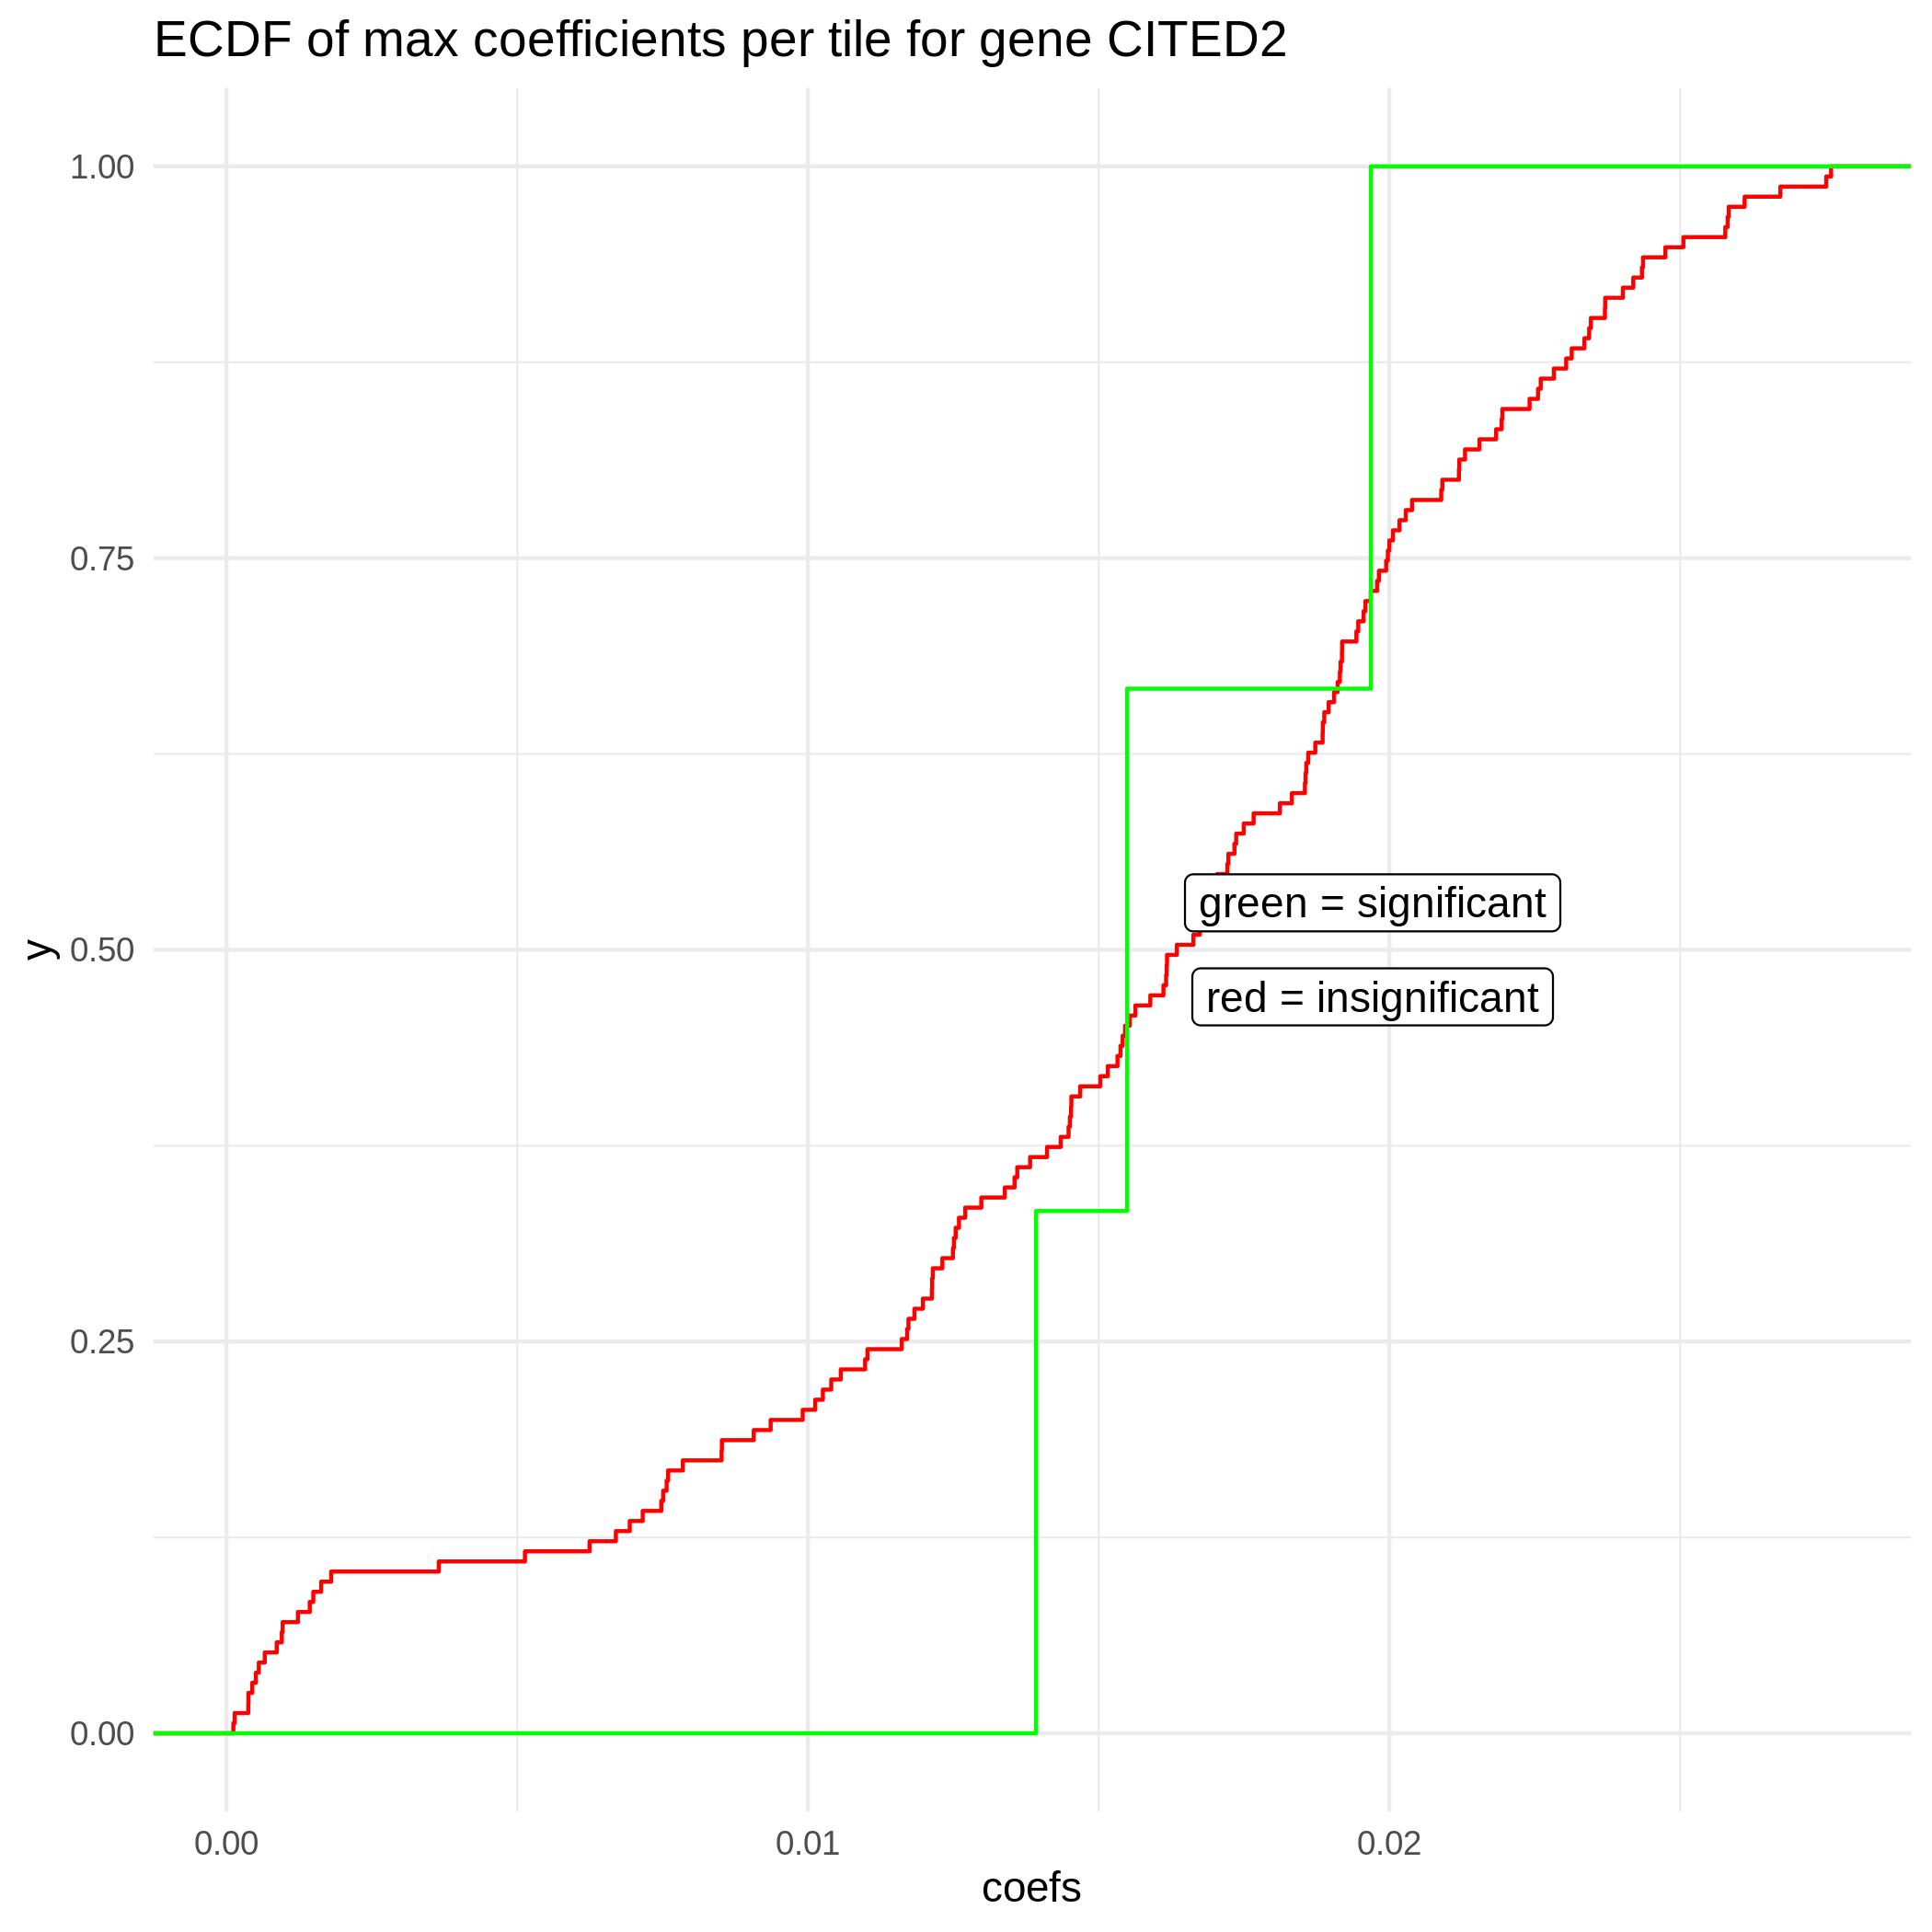 ECDF of max coefficients per tile for gene CITED2
1.00
0.75
0.50
0.25
0.00
y
green = significant
red = insignificant
0.00 0.01 0.02
coefs